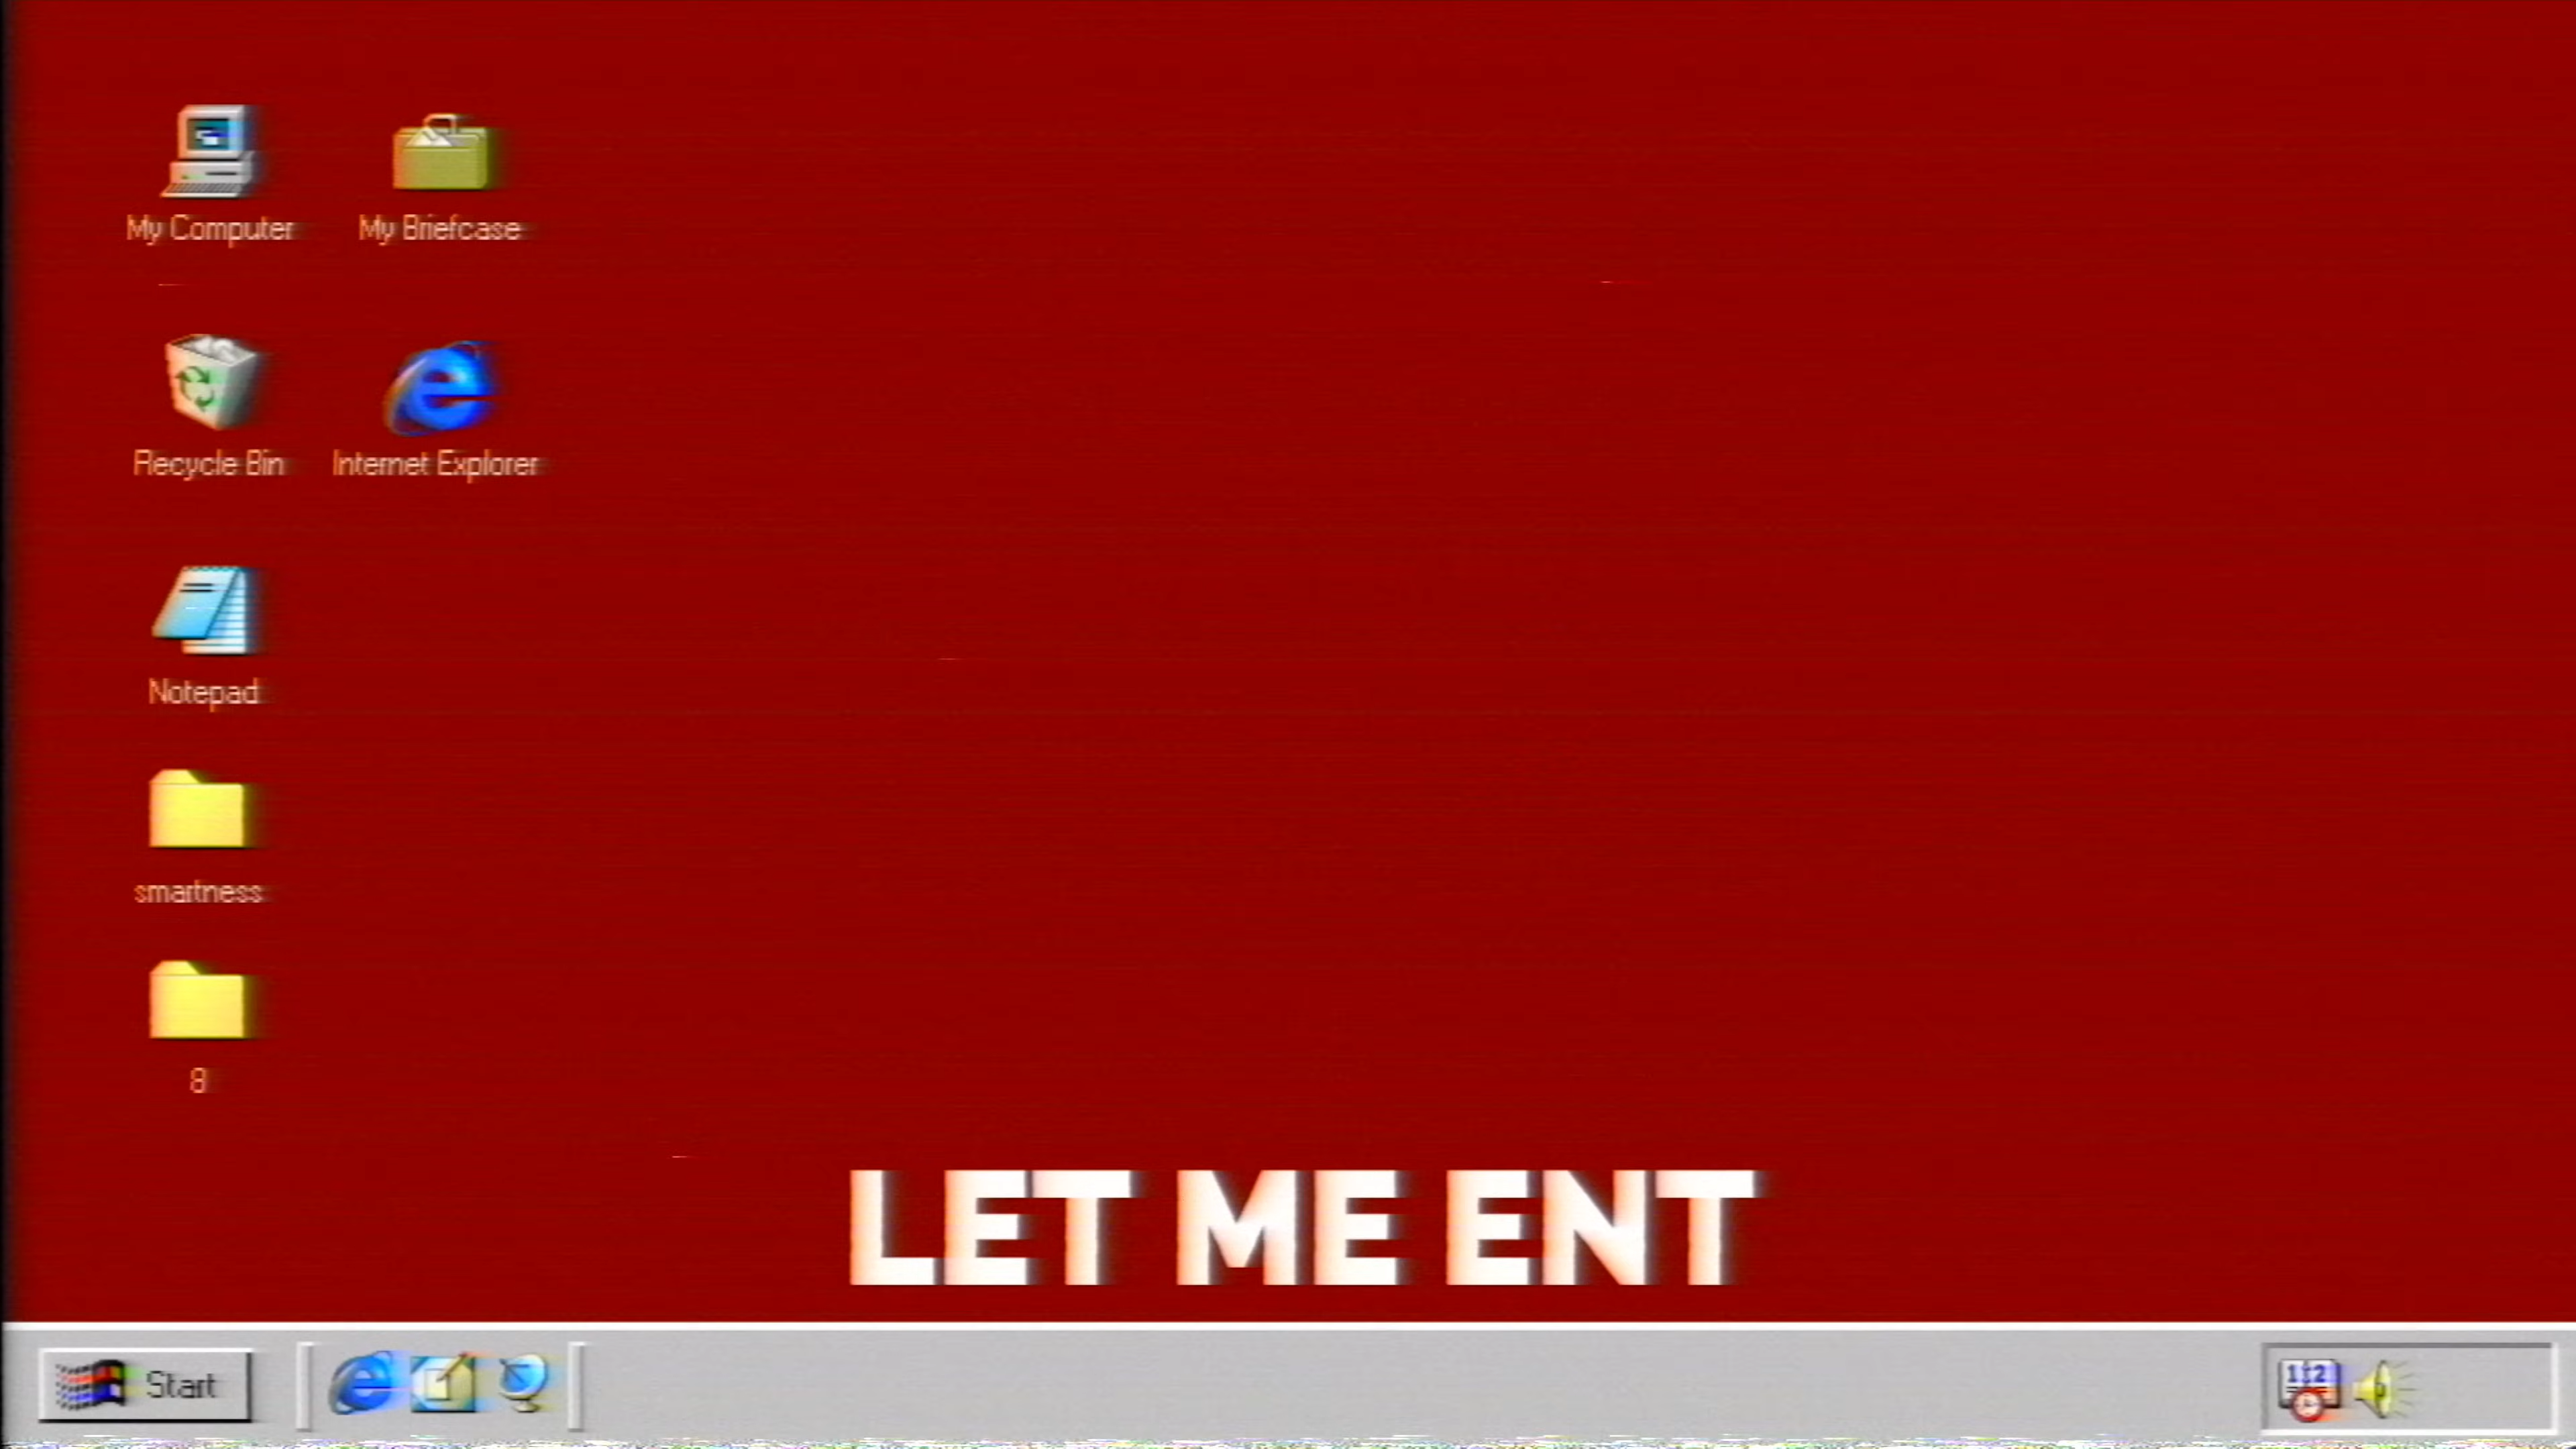 My Computer
My Briefcase
Recycle Bin
Internet Explorer
Notepad
smartness
8
LET ME ENT
Start